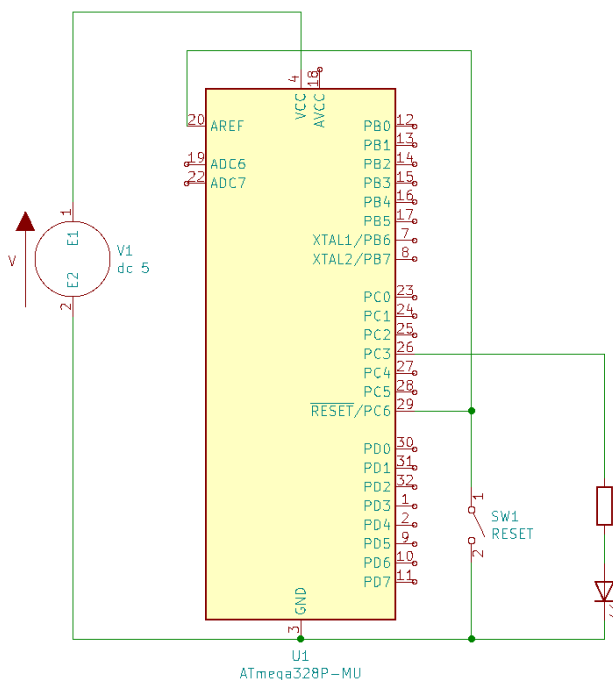 4
VCC
18
AVCC
20
AREF
19
ADC6
22
ADC7
PB0
12
PB1
13
PB2
14
PB3
15
PB4
16
PB5
17
XTAL1/PB6
7
XTAL2/PB7
8
PC0
23
PC1
24
PC2
25
PC3
26
PC4
27
PC5
28
RESET/PC6
29
PD0
30
PD1
31
PD2
32
PD3
1
PD4
2
PD5
9
PD6
10
PD7
11
GND
3
U1
ATmega328P-MU
1
E1
V
V1
dc 5
E2
2
1
SW1
RESET
2